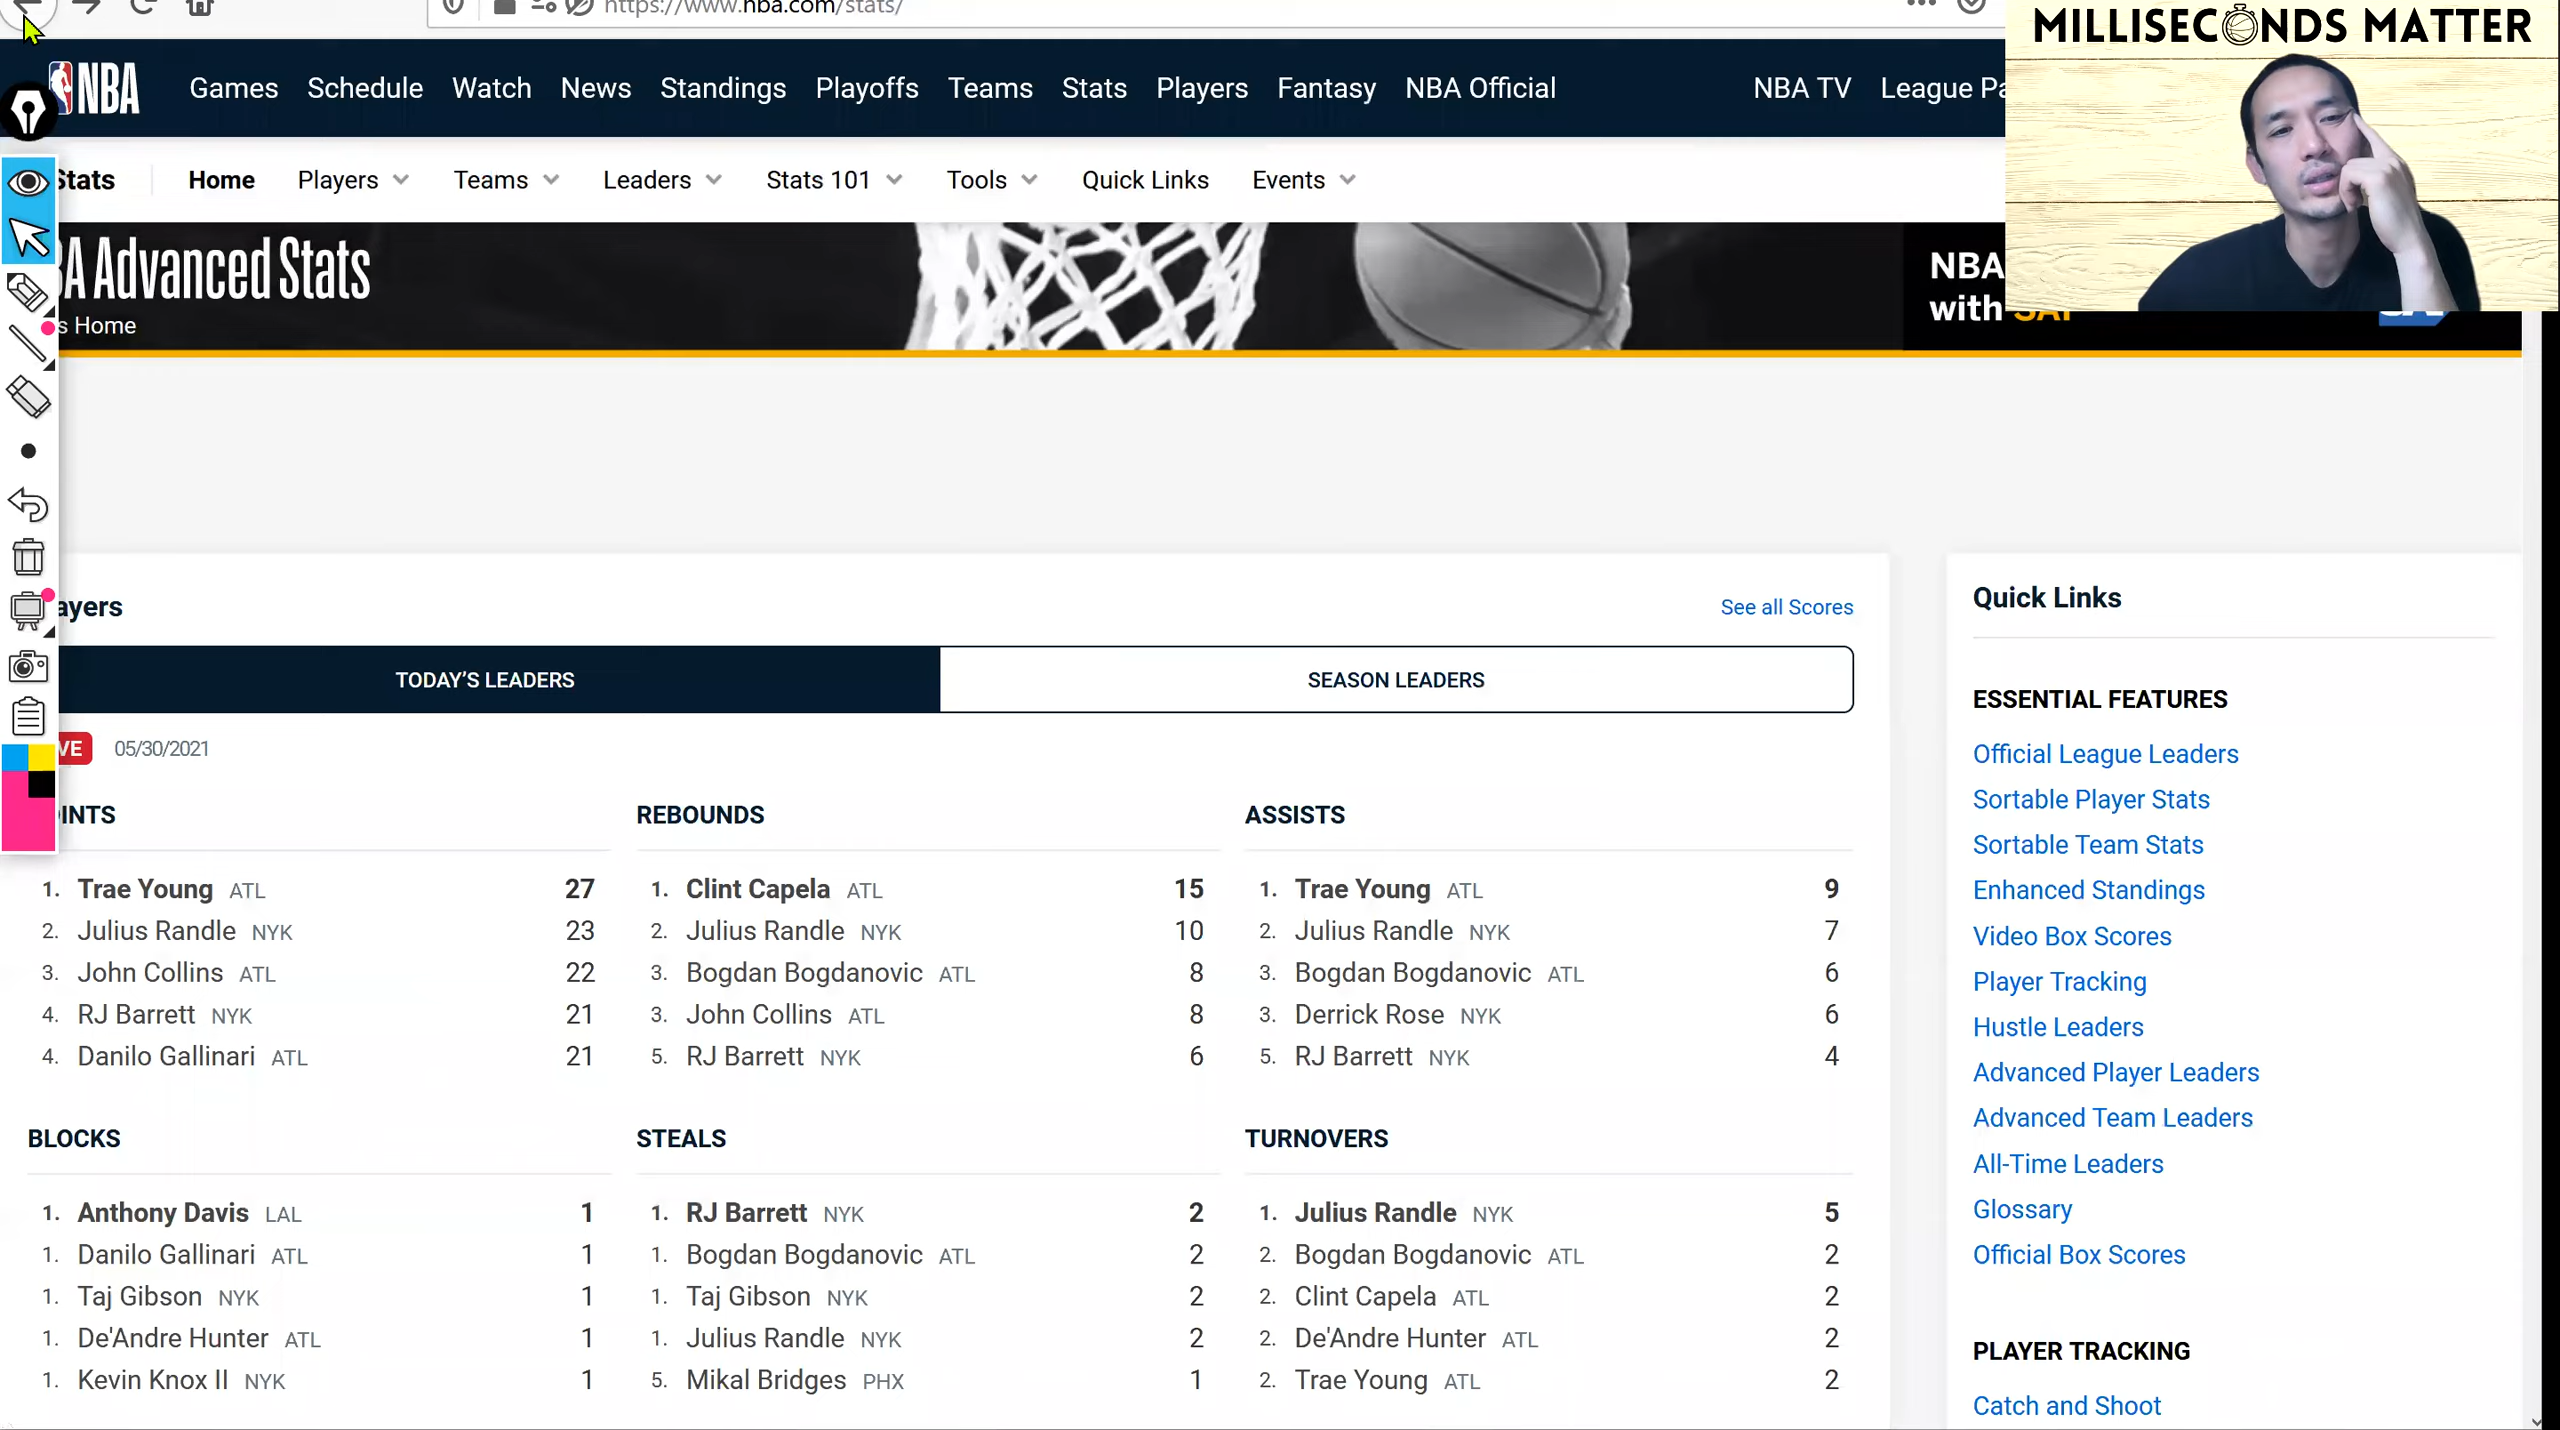 https://www.nba.com/stats/
MILLISECONDS MATTER
NBA
Games Schedule Watch News Standings Playoffs Teams Stats Players Fantasy NBA Official NBA TV League Pa
Stats Home Players Teams Leaders Stats 101 Tools Quick Links Events
BA Advanced Stats
s Home
NBA
with SAP
ayers
See all Scores
TODAY'S LEADERS
SEASON LEADERS
VE 05/30/2021
OINTS
1. Trae Young ATL 27
2. Julius Randle NYK 23
3. John Collins ATL 22
4. RJ Barrett NYK 21
4. Danilo Gallinari ATL 21
REBOUNDS
1. Clint Capela ATL 15
2. Julius Randle NYK 10
3. Bogdan Bogdanovic ATL 8
3. John Collins ATL 8
5. RJ Barrett NYK 6
ASSISTS
1. Trae Young ATL 9
2. Julius Randle NYK 7
3. Bogdan Bogdanovic ATL 6
3. Derrick Rose NYK 6
5. RJ Barrett NYK 4
BLOCKS
1. Anthony Davis LAL 1
1. Danilo Gallinari ATL 1
1. Taj Gibson NYK 1
1. De'Andre Hunter ATL 1
1. Kevin Knox II NYK 1
STEALS
1. RJ Barrett NYK 2
1. Bogdan Bogdanovic ATL 2
1. Taj Gibson NYK 2
1. Julius Randle NYK 2
5. Mikal Bridges PHX 1
TURNOVERS
1. Julius Randle NYK 5
2. Bogdan Bogdanovic ATL 2
2. Clint Capela ATL 2
2. De'Andre Hunter ATL 2
2. Trae Young ATL 2
Quick Links
ESSENTIAL FEATURES
Official League Leaders
Sortable Player Stats
Sortable Team Stats
Enhanced Standings
Video Box Scores
Player Tracking
Hustle Leaders
Advanced Player Leaders
Advanced Team Leaders
All-Time Leaders
Glossary
Official Box Scores
PLAYER TRACKING
Catch and Shoot